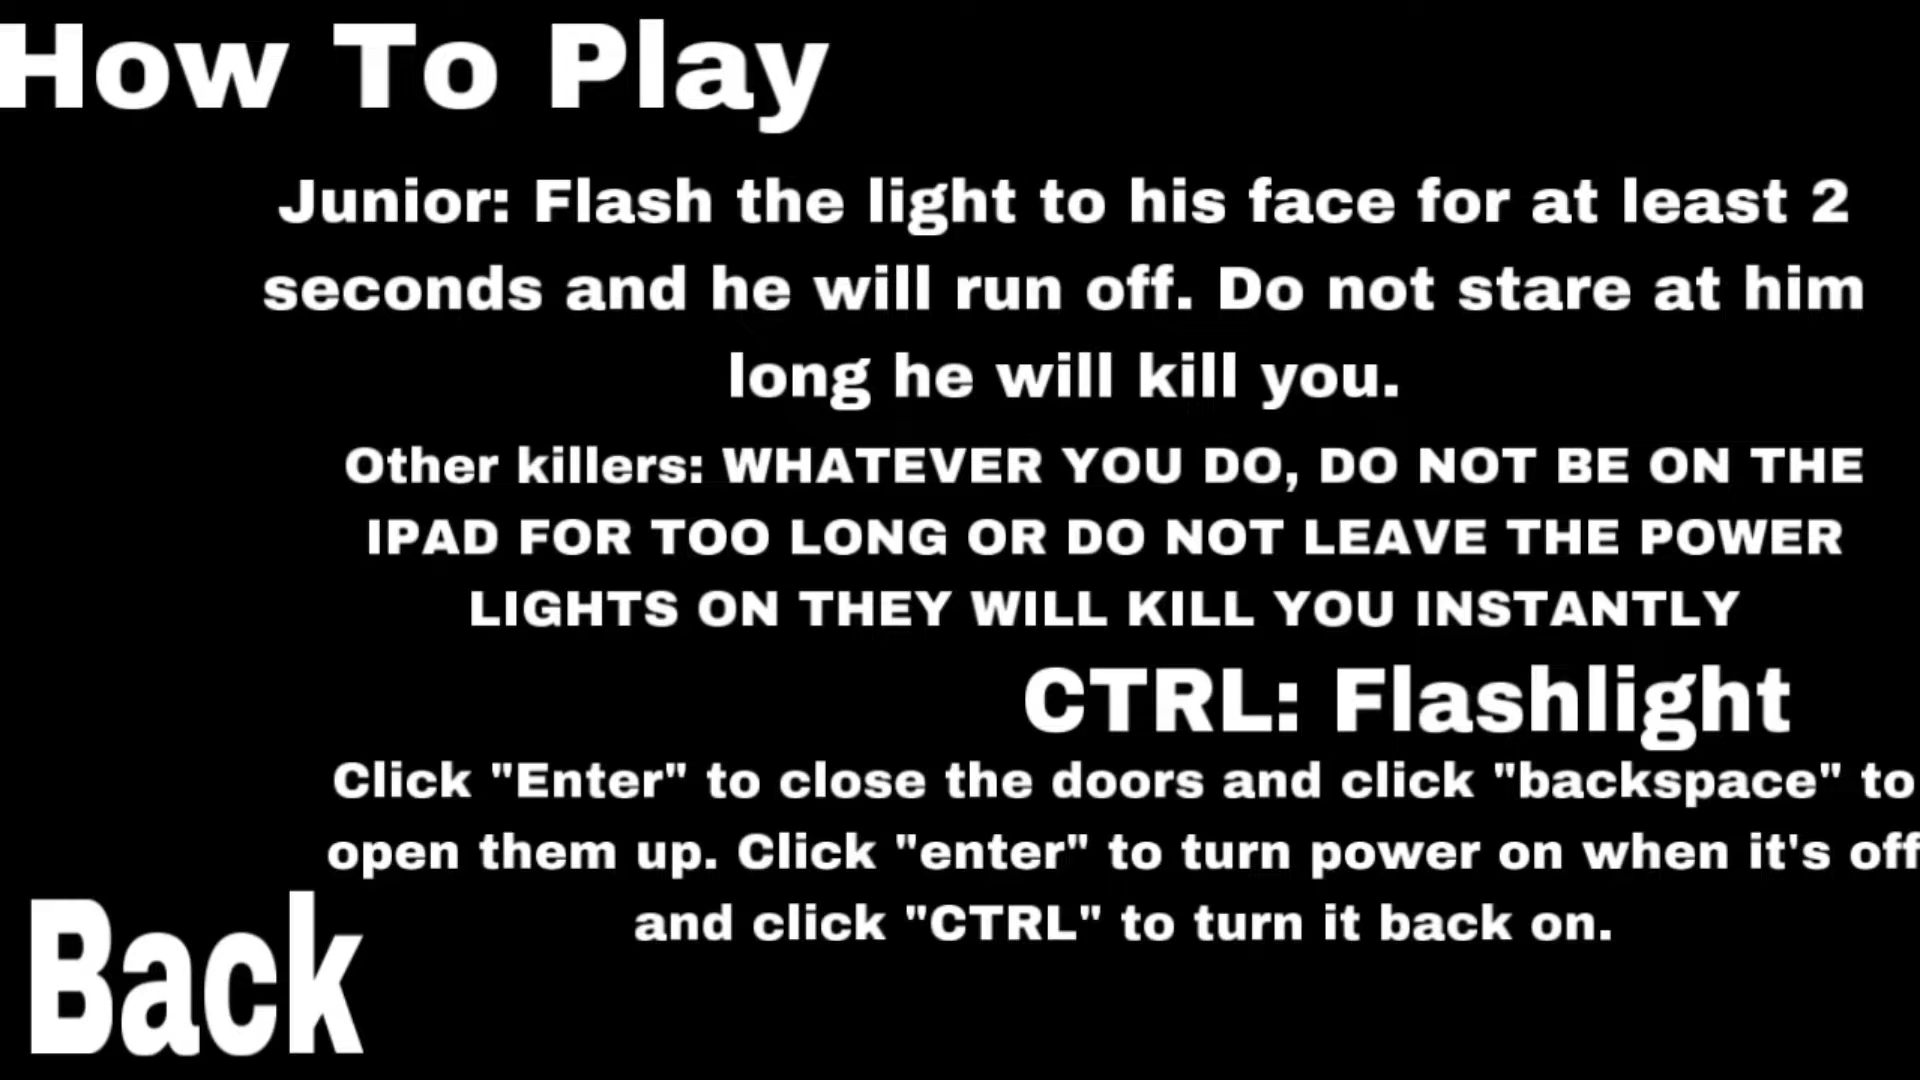 How To Play
Junior: Flash the light to his face for at least 2
seconds and he will run off. Do not stare at him
long he will kill you.
Other killers: WHATEVER YOU DO, DO NOT BE ON THE
IPAD FOR TOO LONG OR DO NOT LEAVE THE POWER
LIGHTS ON THEY WILL KILL YOU INSTANTLY
CTRL: Flashlight
Click "Enter" to close the doors and click "backspace" to
open them up. Click "enter" to turn power on when it's off
and click "CTRL" to turn it back on.
Back